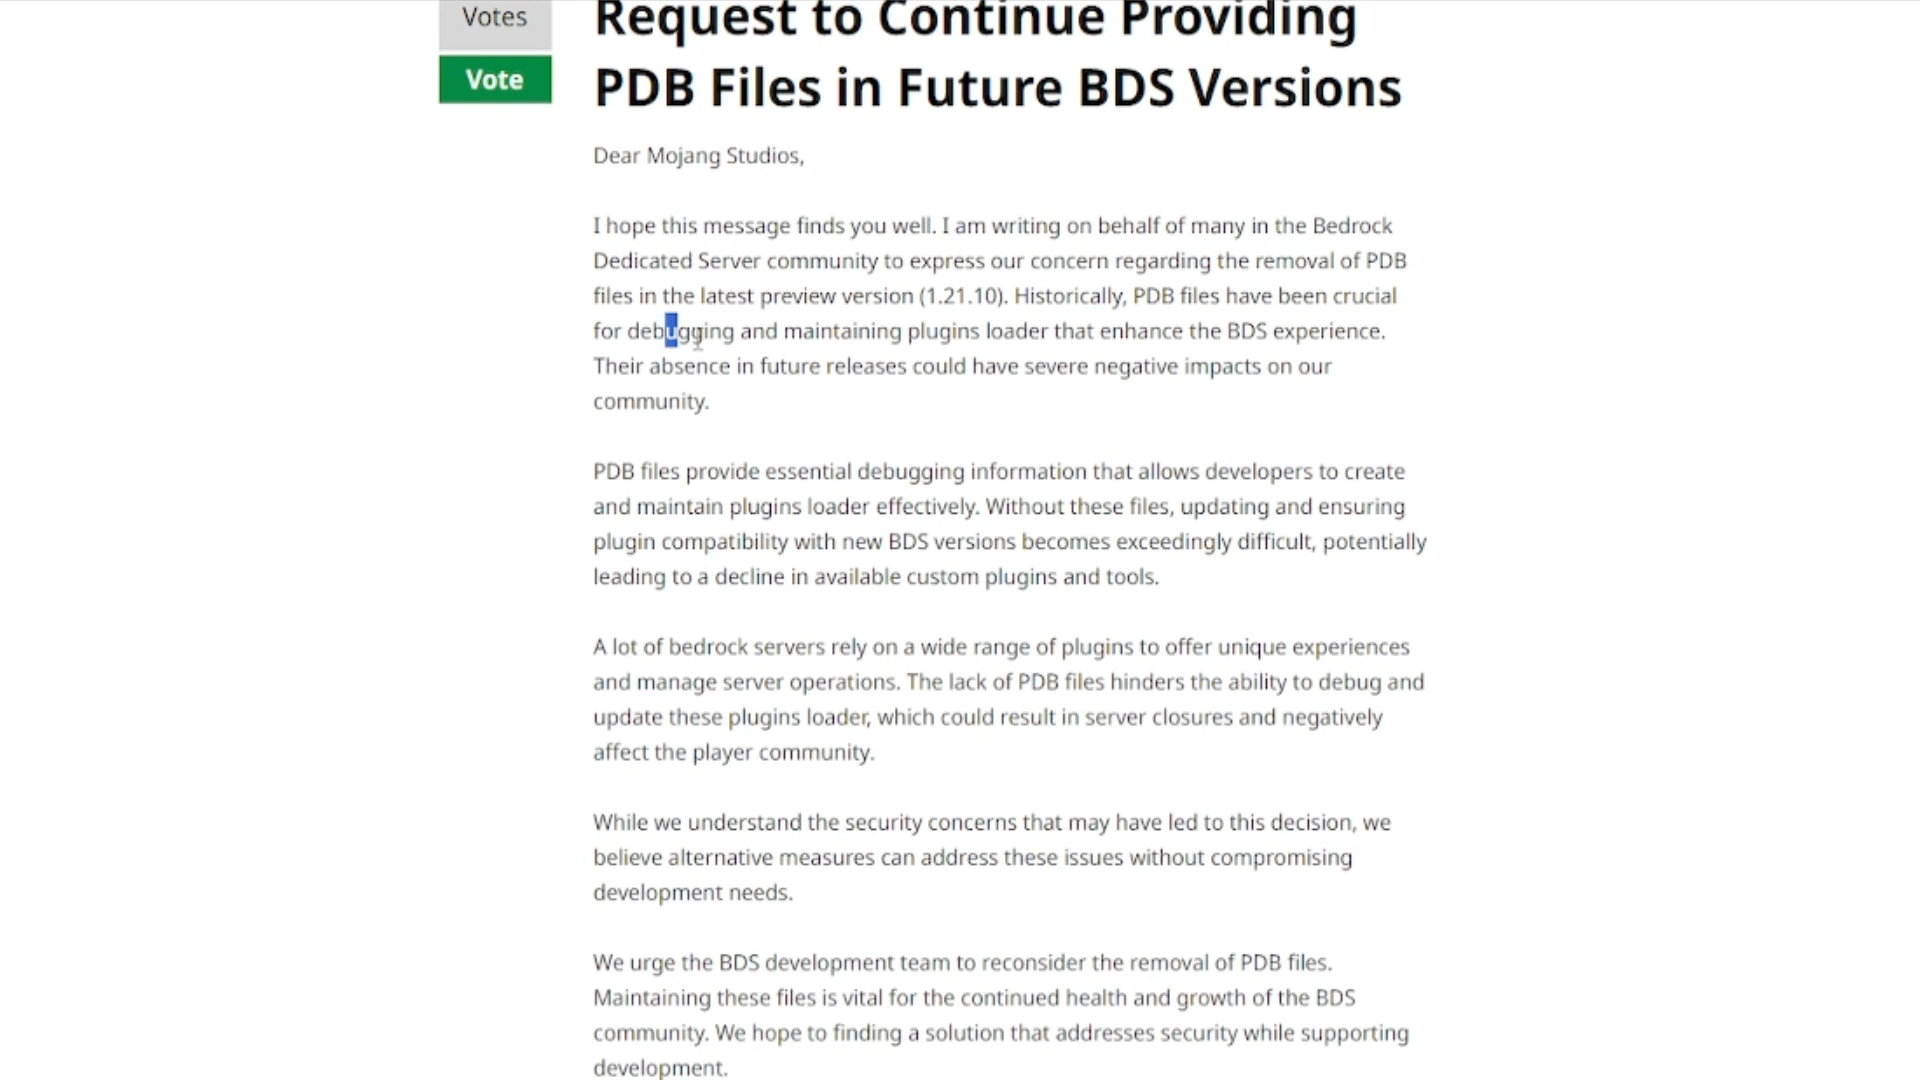 Votes
Vote
Request to Continue Providing
PDB Files in Future BDS Versions
Dear Mojang Studios,
I hope this message finds you well. I am writing on behalf of many in the Bedrock
Dedicated Server community to express our concern regarding the removal of PDB
files in the latest preview version (1.21.10). Historically, PDB files have been crucial
for debugging and maintaining plugins loader that enhance the BDS experience.
Their absence in future releases could have severe negative impacts on our
community.
PDB files provide essential debugging information that allows developers to create
and maintain plugins loader effectively. Without these files, updating and ensuring
plugin compatibility with new BDS versions becomes exceedingly difficult, potentially
leading to a decline in available custom plugins and tools.
A lot of bedrock servers rely on a wide range of plugins to offer unique experiences
and manage server operations. The lack of PDB files hinders the ability to debug and
update these plugins loader, which could result in server closures and negatively
affect the player community.
While we understand the security concerns that may have led to this decision, we
believe alternative measures can address these issues without compromising
development needs.
We urge the BDS development team to reconsider the removal of PDB files.
Maintaining these files is vital for the continued health and growth of the BDS
community. We hope to finding a solution that addresses security while supporting
development.